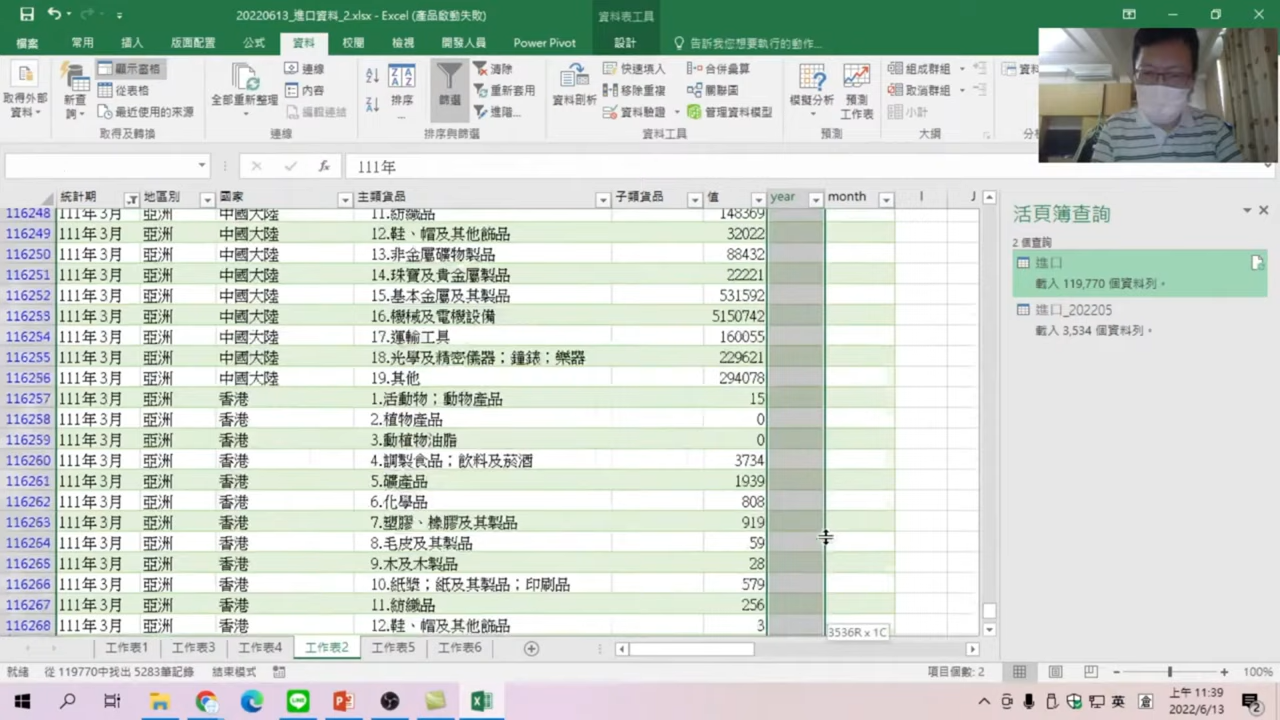 20220613_進口資料_2.xlsx - Excel (產品啟動失敗)
資料表工具
檔案
常用
插入
版面配置
公式
資料
校閱
檢視
開發人員
Power Pivot
設計
告訴我您想要執行的動作...
取得外部
資料
新查
詢
顯示窗格
從表格
最近使用的來源
取得及轉換
全部重新整理
連線
內容
編輯連結
連線
排序
篩選
清除
重新套用
進階...
排序與篩選
資料剖析
快速填入
移除重複
資料驗證
合併彙算
關聯圖
管理資料模型
資料工具
模擬分析
預測
工作表
預測
組成群組
取消群組
小計
大綱
111年
統計期 地區別 國家 主類貨品 子類貨品 值 year month I J
116248 111年 3月 亞洲 中國大陸 11.紡織品 148369
116249 111年 3月 亞洲 中國大陸 12.鞋、帽及其他飾品 32022
116250 111年 3月 亞洲 中國大陸 13.非金屬礦物製品 88432
116251 111年 3月 亞洲 中國大陸 14.珠寶及貴金屬製品 22221
116252 111年 3月 亞洲 中國大陸 15.基本金屬及其製品 531592
116253 111年 3月 亞洲 中國大陸 16.機械及電機設備 5150742
116254 111年 3月 亞洲 中國大陸 17.運輸工具 160055
116255 111年 3月 亞洲 中國大陸 18.光學及精密儀器；鐘錶；樂器 229621
116256 111年 3月 亞洲 中國大陸 19.其他 294078
116257 111年 3月 亞洲 香港 1.活動物；動物產品 15
116258 111年 3月 亞洲 香港 2.植物產品 0
116259 111年 3月 亞洲 香港 3.動植物油脂 0
116260 111年 3月 亞洲 香港 4.調製食品；飲料及菸酒 3734
116261 111年 3月 亞洲 香港 5.礦產品 1939
116262 111年 3月 亞洲 香港 6.化學品 808
116263 111年 3月 亞洲 香港 7.塑膠、橡膠及其製品 919
116264 111年 3月 亞洲 香港 8.毛皮及其製品 59
116265 111年 3月 亞洲 香港 9.木及木製品 28
116266 111年 3月 亞洲 香港 10.紙漿；紙及其製品；印刷品 579
116267 111年 3月 亞洲 香港 11.紡織品 256
116268 111年 3月 亞洲 香港 12.鞋、帽及其他飾品 3
3536R x 1C
活頁簿查詢
2 個查詢
進口
載入 119,770 個資料列。
進口_202205
載入 3,534 個資料列。
工作表1 工作表3 工作表4 工作表2 工作表5 工作表6
就緒 從 119770中找出 5283筆記錄 結束模式 項目個數: 2 100%
英
上午 11:39
2022/6/13
2